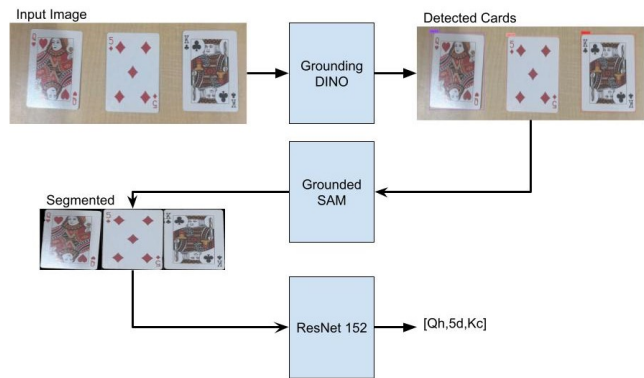 Input Image
Detected Cards
Grounding
DINO
Grounded
SAM
Segmented
ResNet 152
[Qh,5d,Kc]